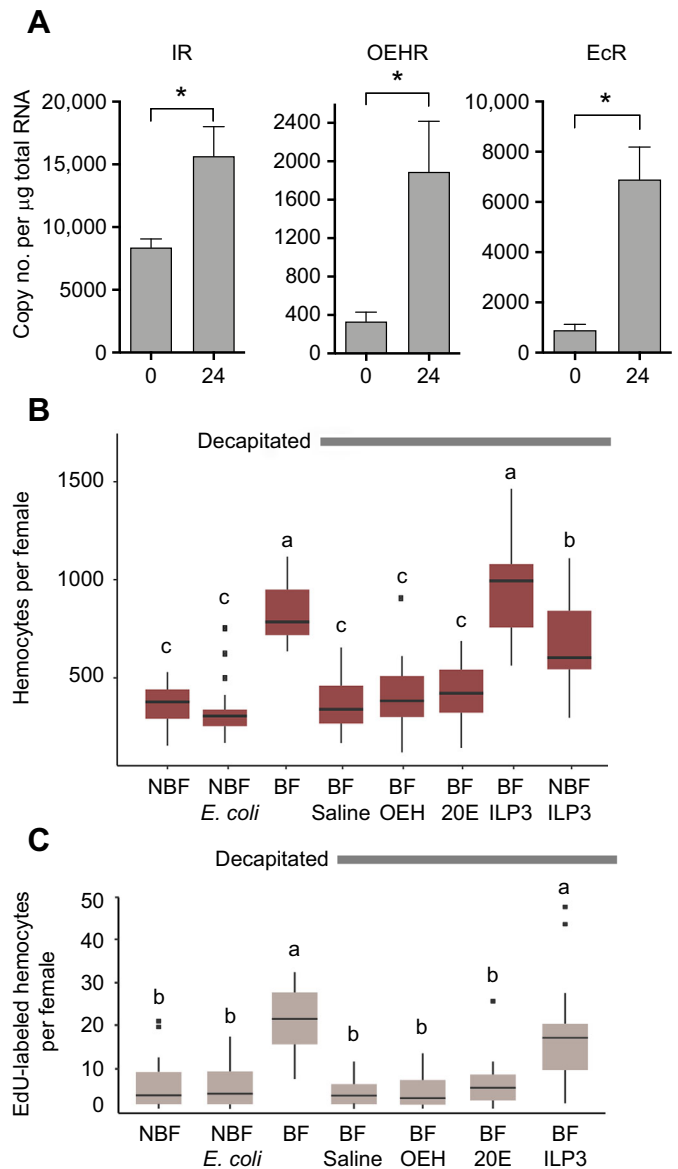 A
IR OEHR EcR
Copy no. per μg total RNA
20,000
15,000
10,000
5000
0
*
0 24
2400
2000
1600
1200
800
400
0
*
0 24
10,000
8000
6000
4000
2000
0
*
0 24
B
Decapitated
Hemocytes per female
1500
1000
500
c c a c c c a b
NBF NBF BF BF BF BF BF NBF
E. coli Saline OEH 20E ILP3 ILP3
C
Decapitated
EdU-labeled hemocytes
per female
50
40
30
20
10
0
b b a b b b a
NBF NBF BF BF BF BF BF
E. coli Saline OEH 20E ILP3